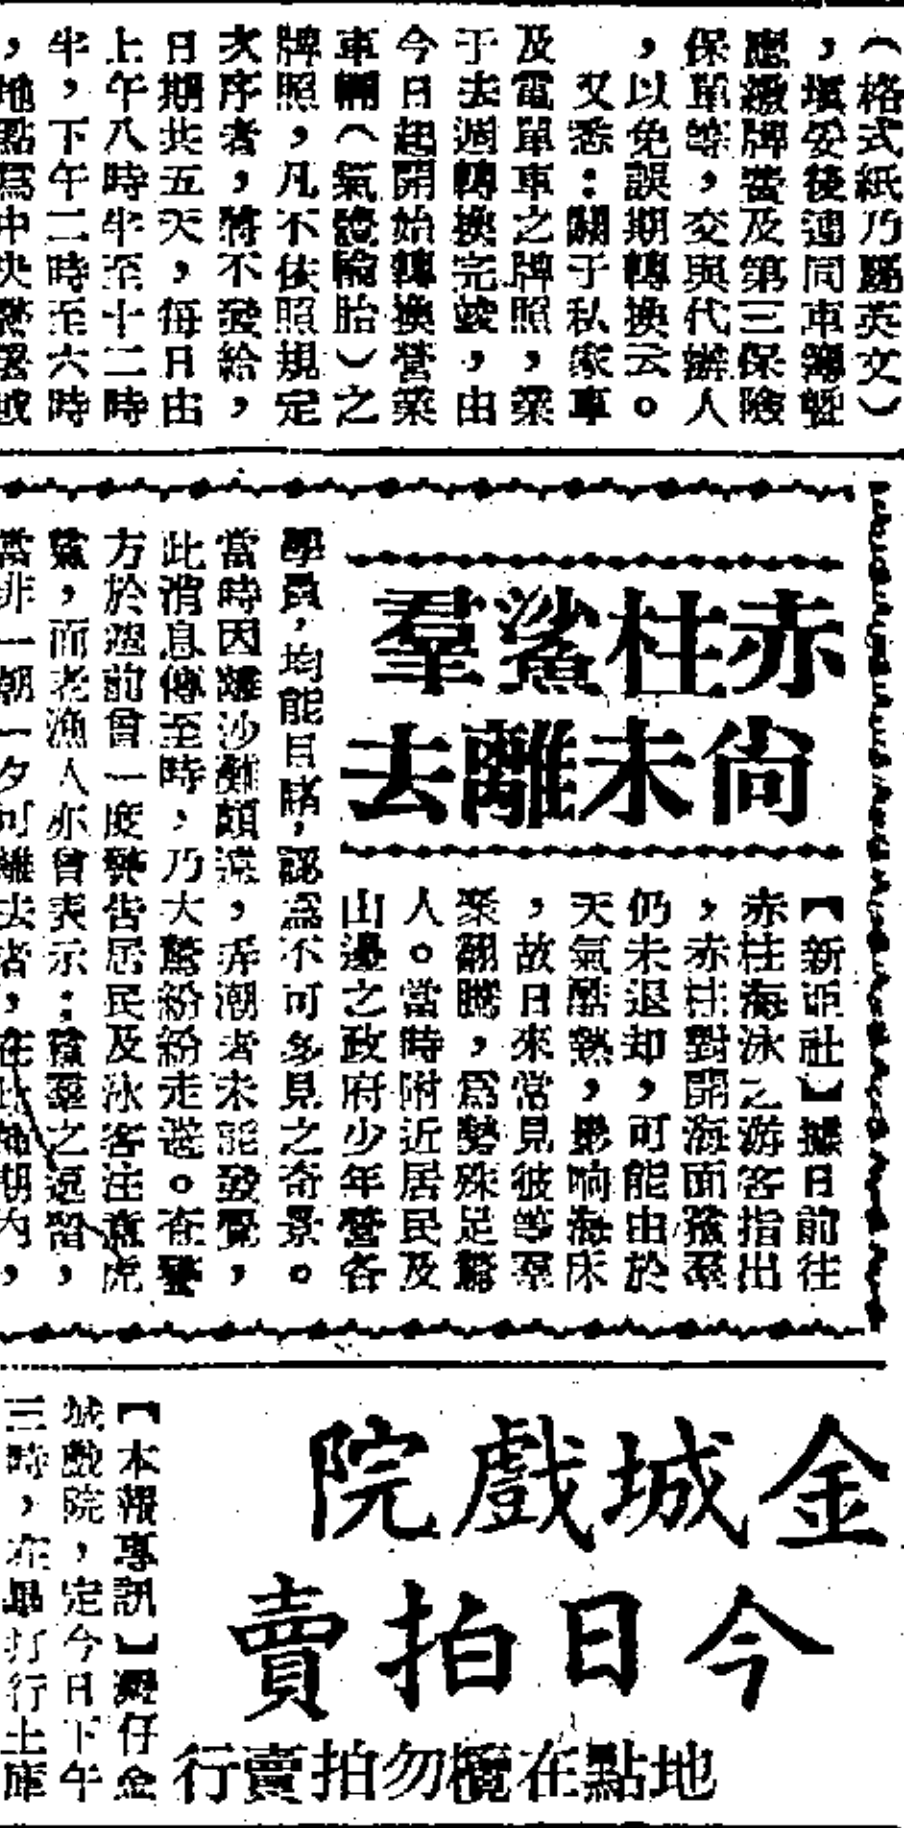 （格式紙乃屬英文）
，塡妥後連同車簿曁
應繳牌費及第三保險
保單等，交與代辦人
，以免誤期轉換云。
又悉：關于私家車
及電單車之牌照，業
于去週轉換完竣，由
今日起開始轉換營業
車輛（氣體輪胎）之
牌照，凡不依照規定
次序者，將不發給，
日期共五天，每日由
上午八時半至十二時
半，下午二時至六時
，地點爲中央警署或
赤柱鯊羣
尙未離去
【新亞社】據日前往
赤柱海泳之游客指出
，赤柱對開海面鯊羣
仍未退却，可能由於
天氣酷熱，影响海床
，故日來常見彼等羣
聚翻騰，爲勢殊足驚
人。當時附近居民及
山邊之政府少年營各
學員，均能目睹，認爲不可多見之奇景。
當時因離沙灘頗遠，弄潮者未能發覺，
此消息傳至時，乃大驚紛紛走避。查警
方於週前曾一度警告居民及泳客注意虎
鯊，而老漁人亦曾表示：鯊羣之逗留，
當非一朝一夕可離去者，在此期內，
金城戲院
今日拍賣
地點在欖勿拍賣行
【本報專訊】灣仔金
城戲院，定今日下午
三時，在畢打行土庫